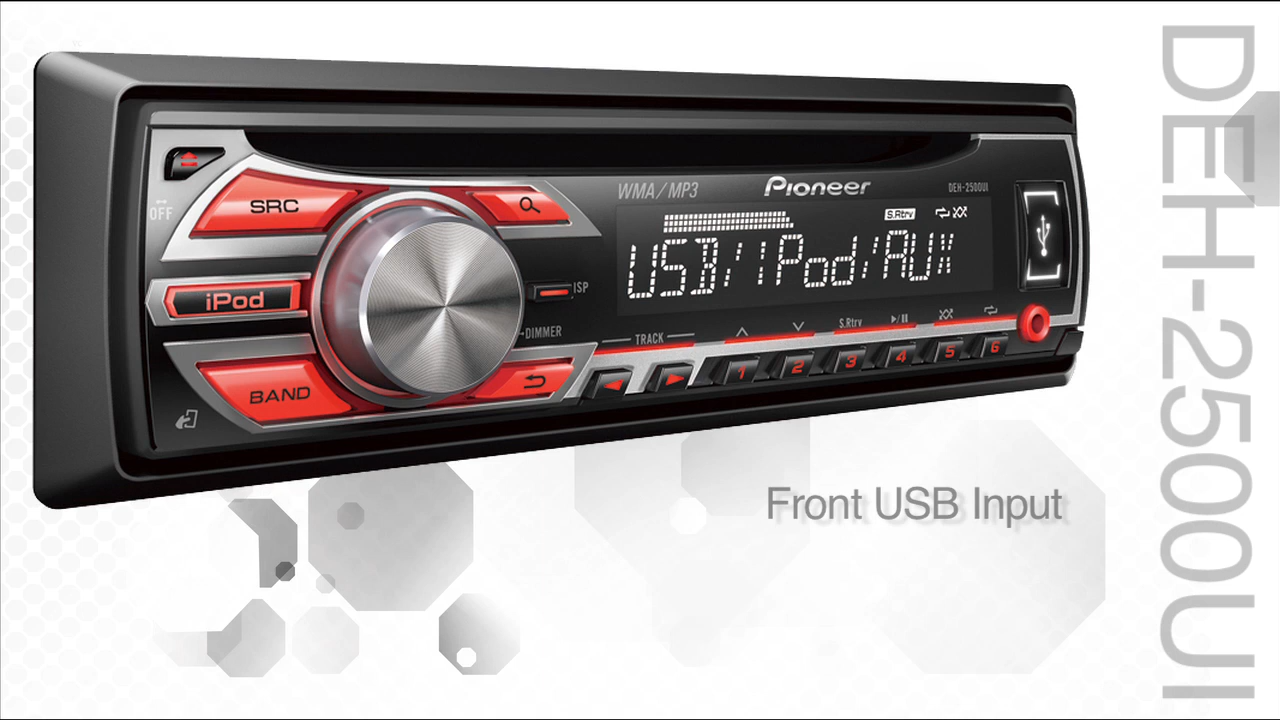 WMA/MP3
Pioneer
DEH-2500UI
OFF
SRC
S.Rtrv
USB/iPod/AUX
iPod
DISP
DIMMER
TRACK
S.Rtrv
BAND
1 2 3 4 5 6
Front USB Input
DEH-2500UI